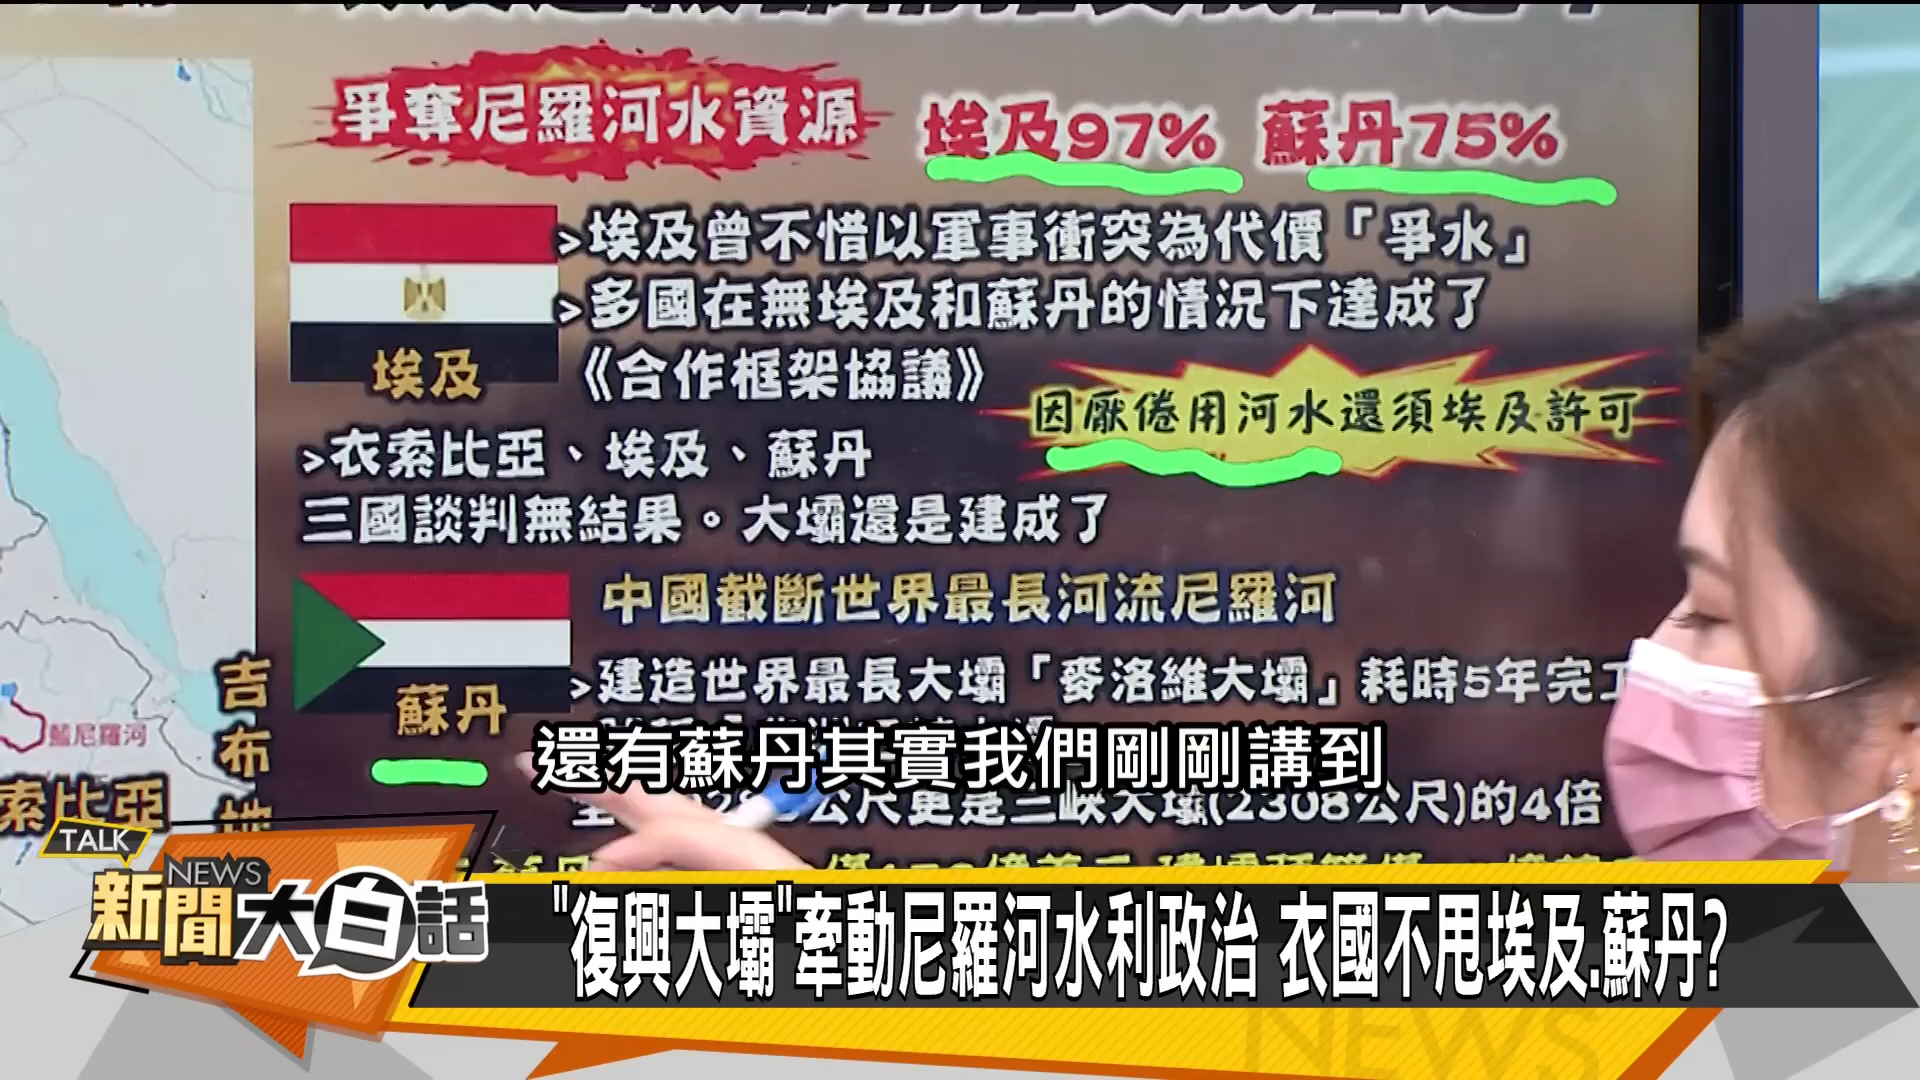 爭奪尼羅河水資源
埃及97% 蘇丹75%
>埃及曾不惜以軍事衝突為代價「爭水」
>多國在無埃及和蘇丹的情況下達成了
《合作框架協議》
埃及
因厭倦用河水還須埃及許可
>衣索比亞、埃及、蘇丹
三國談判無結果。大壩還是建成了
中國截斷世界最長河流尼羅河
>建造世界最長大壩「麥洛維大壩」耗時5年完工
蘇丹
吉布地
藍尼羅河
索比亞
還有蘇丹其實我們剛剛講到
公尺更是三峽大壩(2308公尺)的4倍
TALK
NEWS
新聞大白話
"復興大壩"牽動尼羅河水利政治 衣國不甩埃及.蘇丹?
NEWS